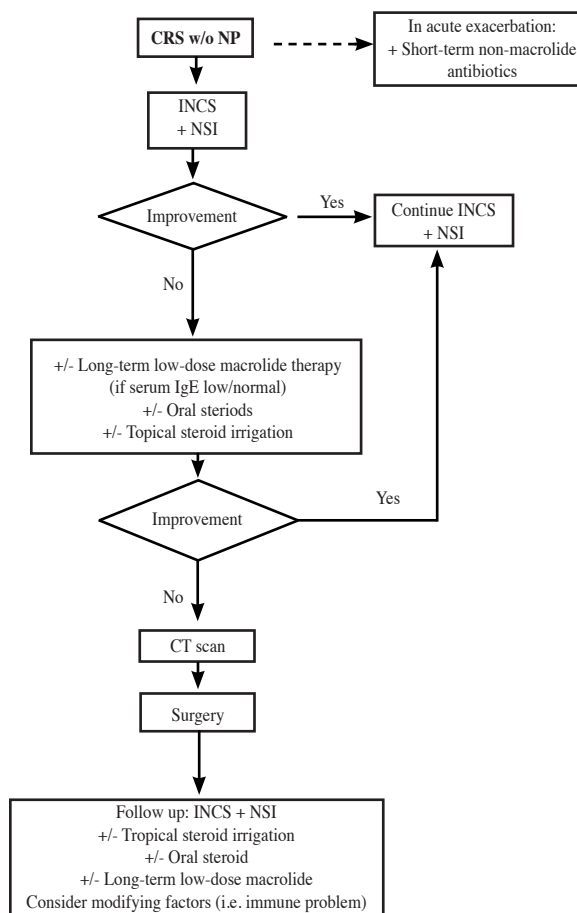 CRS w/o NP
In acute exacerbation:
+ Short-term non-macrolide
antibiotics
INCS
+ NSI
Improvement
Yes
Continue INCS
+ NSI
No
+/- Long-term low-dose macrolide therapy
(if serum IgE low/normal)
+/- Oral steriods
+/- Topical steroid irrigation
Improvement
Yes
No
CT scan
Surgery
Follow up: INCS + NSI
+/- Tropical steroid irrigation
+/- Oral steroid
+/- Long-term low-dose macrolide
Consider modifying factors (i.e. immune problem)